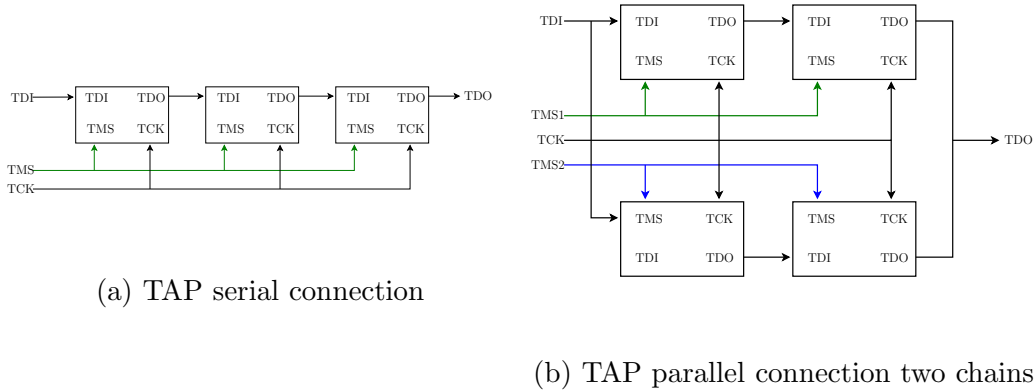 TDI
TDI TDO TDI TDO TDI TDO
TDO
TMS TCK TMS TCK TMS TCK
TMS
TCK
(a) TAP serial connection
TDI
TDI TDO TDI TDO
TMS TCK TMS TCK
TMS1
TCK
TDO
TMS2
TMS TCK TMS TCK
TDI TDO TDI TDO
(b) TAP parallel connection two chains